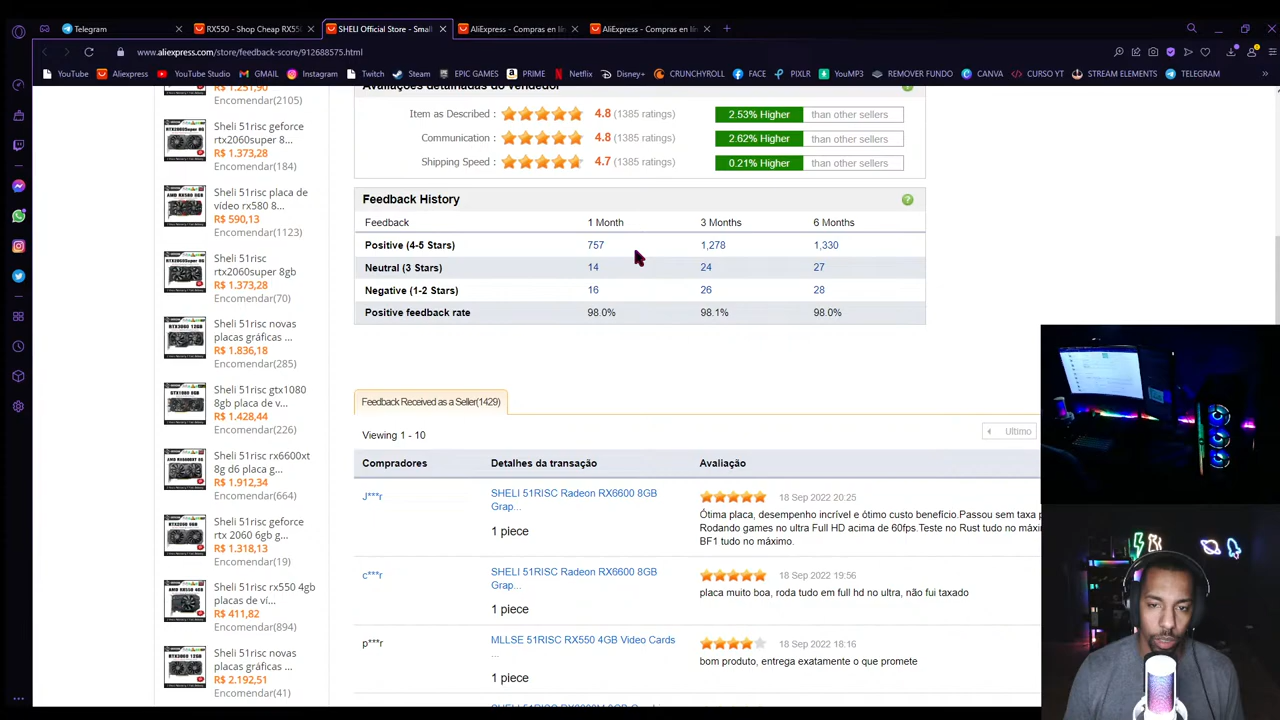 Telegram
RX550 - Shop Cheap RX550
SHELI Official Store - Small
AliExpress - Compras en lí
AliExpress - Compras en lí
www.aliexpress.com/store/feedback-score/912688575.html
YouTube
Aliexpress
YouTube Studio
GMAIL
Instagram
Twitch
Steam
EPIC GAMES
PRIME
Netflix
Disney+
CRUNCHYROLL
FACE
PIXLR
YouMP3
REMOVER FUNDO
CANVA
CURSO YT
STREAM ELEMENTS
TELEGRAM
R$ 1.251,90
Encomendar(2105)
Sheli 51risc geforce
rtx2060super 8...
R$ 1.373,28
Encomendar(184)
Sheli 51risc placa de
vídeo rx580 8...
R$ 590,13
Encomendar(1123)
Sheli 51risc
rtx2060super 8gb
R$ 1.373,28
Encomendar(70)
Sheli 51risc novas
placas gráficas ...
R$ 1.836,18
Encomendar(285)
Sheli 51risc gtx1080
8gb placa de v...
R$ 1.428,44
Encomendar(226)
Sheli 51risc rx6600xt
8g d6 placa g...
R$ 1.912,34
Encomendar(664)
Sheli 51risc geforce
rtx 2060 6gb g...
R$ 1.318,13
Encomendar(19)
Sheli 51risc rx550 4gb
placas de ví...
R$ 411,82
Encomendar(894)
Sheli 51risc novas
placas gráficas ...
R$ 2.192,51
Encomendar(41)
Avaliações detalhadas do vendedor
Item as Described : 4.8 (1385 ratings) 2.53% Higher than other sellers
Communication : 4.8 (1385 ratings) 2.62% Higher than other sellers
Shipping Speed : 4.7 (1385 ratings) 0.21% Higher than other sellers
Feedback History
Feedback 1 Month 3 Months 6 Months
Positive (4-5 Stars) 757 1,278 1,330
Neutral (3 Stars) 14 24 27
Negative (1-2 Stars) 16 26 28
Positive feedback rate 98.0% 98.1% 98.0%
Feedback Received as a Seller(1429)
Viewing 1 - 10
Ultimo
Compradores Detalhes da transação Avaliação
J***r SHELI 51RISC Radeon RX6600 8GB 18 Sep 2022 20:25
Grap...
1 piece
Ótima placa, desempenho incrível e ótimo custo benefício.Passou sem taxa p
Rodando games no ultra Full HD acima de 60fps.Teste no Rust tudo no máxim
BF1 tudo no máximo.
c***r SHELI 51RISC Radeon RX6600 8GB 18 Sep 2022 19:56
Grap...
1 piece
placa muito boa, roda tudo em full hd no ultra, não fui taxado
p***r MLLSE 51RISC RX550 4GB Video Cards 18 Sep 2022 18:16
...
1 piece
bom produto, entrega exatamente o que promete